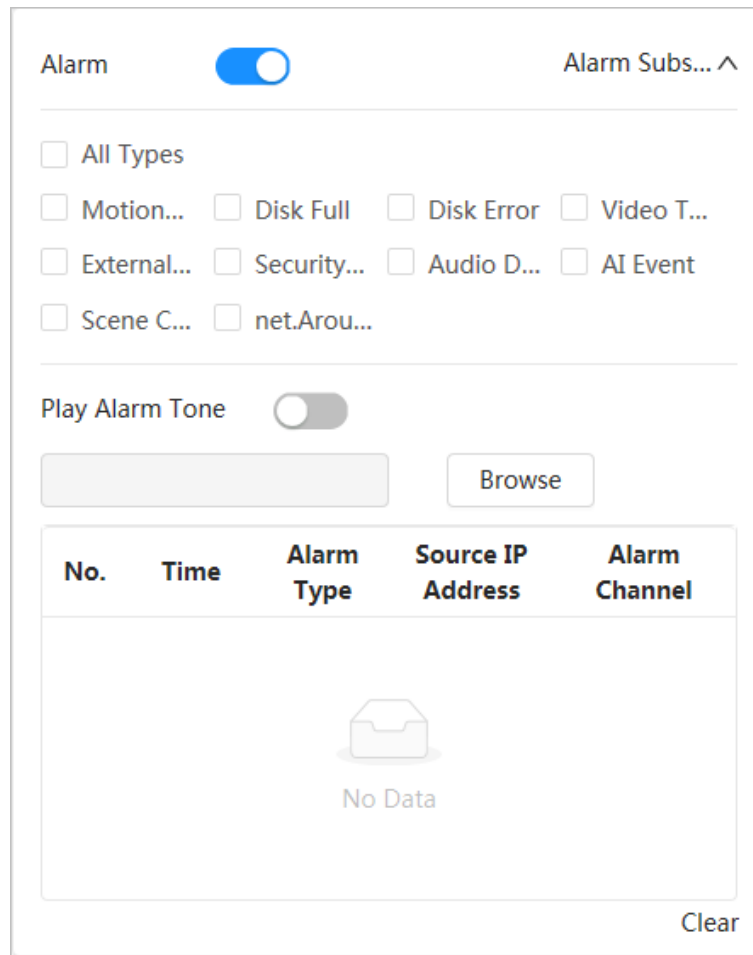 Alarm Alarm Subs...
All Types
Motion... Disk Full Disk Error Video T...
External... Security... Audio D... AI Event
Scene C... net.Arou...
Play Alarm Tone
Browse
No. Time Alarm Type Source IP Address Alarm Channel
No Data
Clear